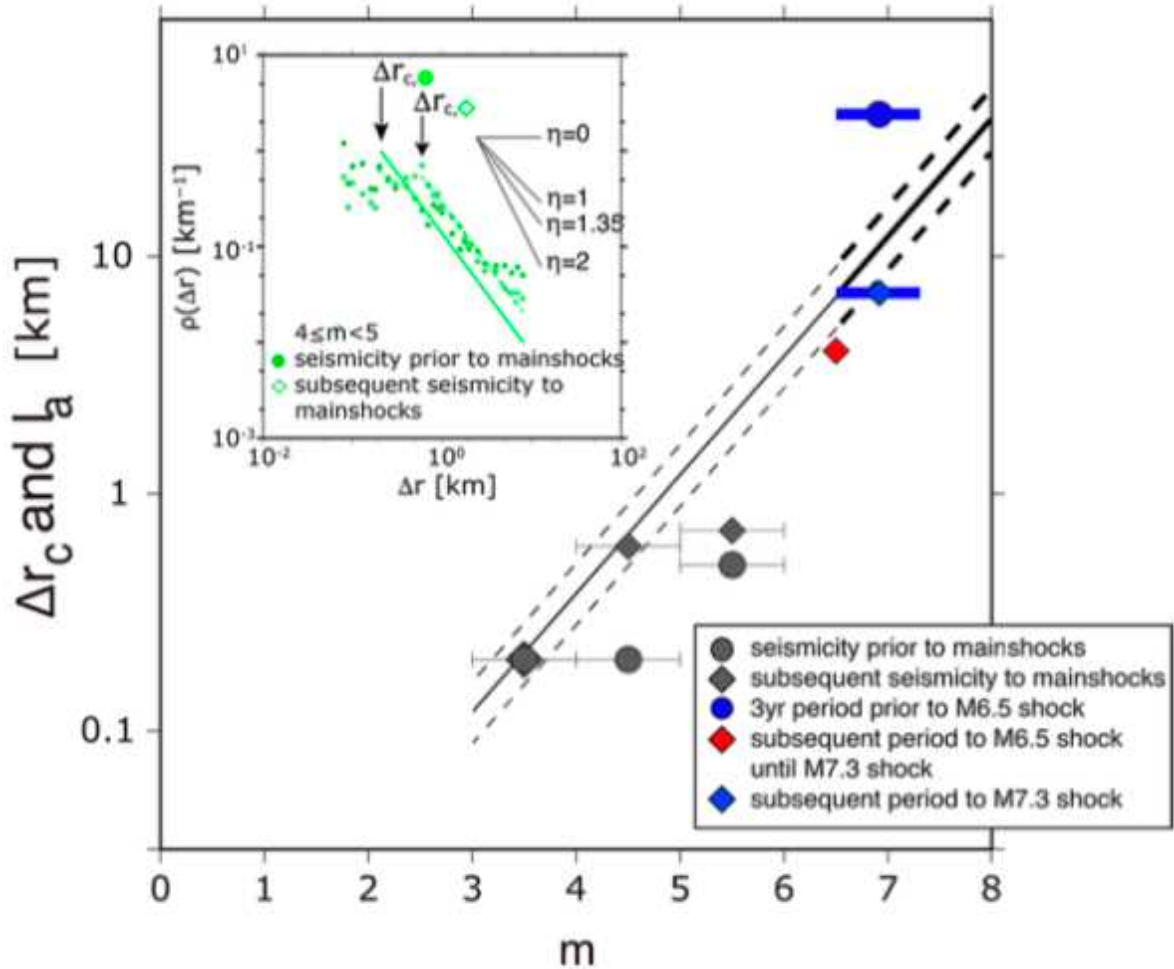 Δr_c and l_a [km]
10
1
0.1
0 1 2 3 4 5 6 7 8
m
ρ(Δr) [km⁻¹]
10¹
10⁻¹
10⁻³
10⁻² 10⁰ 10²
Δr [km]
Δr_c,
Δr_c,
η=0
η=1
η=1.35
η=2
4≤m<5
seismicity prior to mainshocks
subsequent seismicity to
mainshocks
seismicity prior to mainshocks
subsequent seismicity to mainshocks
3yr period prior to M6.5 shock
subsequent period to M6.5 shock
until M7.3 shock
subsequent period to M7.3 shock